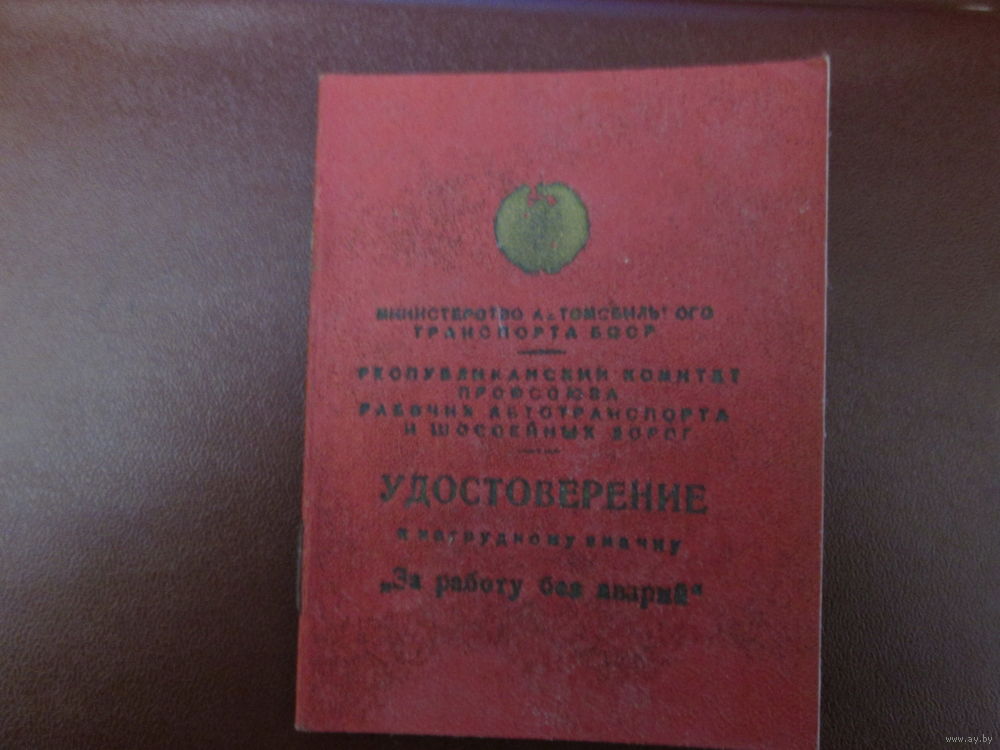 МИНИСТЕРСТВО АВТОМОБИЛЬНОГО
ТРАНСПОРТА БССР
РЕСПУБЛИКАНСКИЙ КОМИТЕТ
ПРОФСОЮЗА
РАБОЧИХ АВТОТРАНСПОРТА
И ШОССЕЙНЫХ ДОРОГ
УДОСТОВЕРЕНИЕ
к нагрудному значку
„За работу без аварий“
www.ay.by